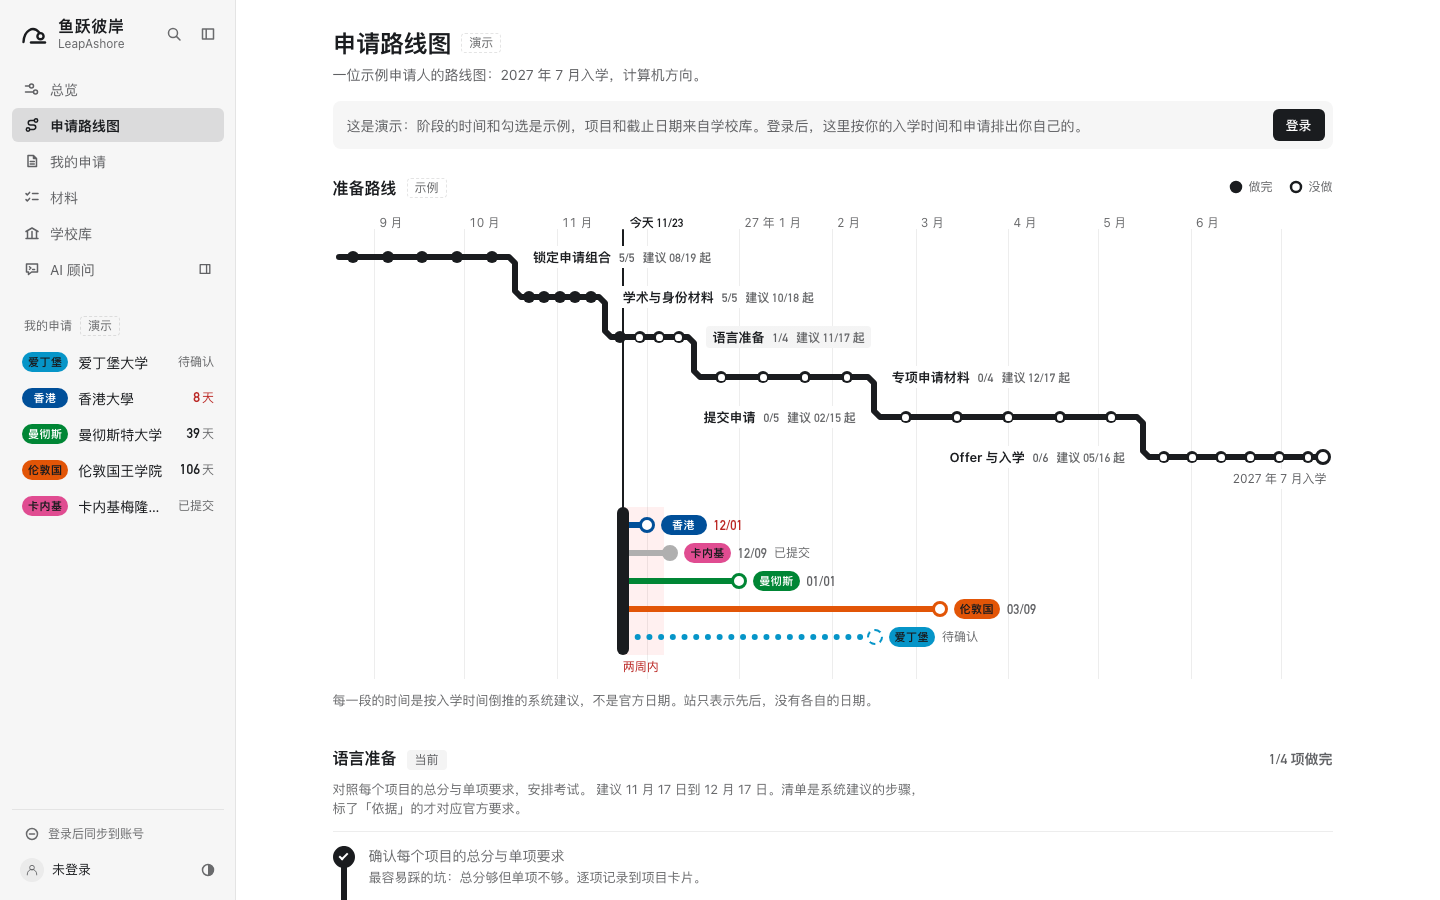 鱼跃彼岸
LeapAshore
总览
申请路线图
我的申请
材料
学校库
AI 顾问
我的申请 演示
爱丁堡 爱丁堡大学 待确认
香港 香港大學 8 天
曼彻斯 曼彻斯特大学 39 天
伦敦国 伦敦国王学院 106 天
卡内基 卡内基梅隆... 已提交
登录后同步到账号
未登录
申请路线图 演示
一位示例申请人的路线图：2027 年 7 月入学，计算机方向。
这是演示：阶段的时间和勾选是示例，项目和截止日期来自学校库。登录后，这里按你的入学时间和申请排出你自己的。 登录
准备路线 示例 做完 没做
9 月 10 月 11 月 今天 11/23 27 年 1 月 2 月 3 月 4 月 5 月 6 月
锁定申请组合 5/5 建议 08/19 起
学术与身份材料 5/5 建议 10/18 起
语言准备 1/4 建议 11/17 起
专项申请材料 0/4 建议 12/17 起
提交申请 0/5 建议 02/15 起
Offer 与入学 0/6 建议 05/16 起
2027 年 7 月入学
香港 12/01
卡内基 12/09 已提交
曼彻斯 01/01
伦敦国 03/09
爱丁堡 待确认
两周内
每一段的时间是按入学时间倒推的系统建议，不是官方日期。站只表示先后，没有各自的日期。
语言准备 当前 1/4 项做完
对照每个项目的总分与单项要求，安排考试。 建议 11 月 17 日到 12 月 17 日。清单是系统建议的步骤，
标了「依据」的才对应官方要求。
确认每个项目的总分与单项要求
最容易踩的坑：总分够但单项不够。逐项记录到项目卡片。